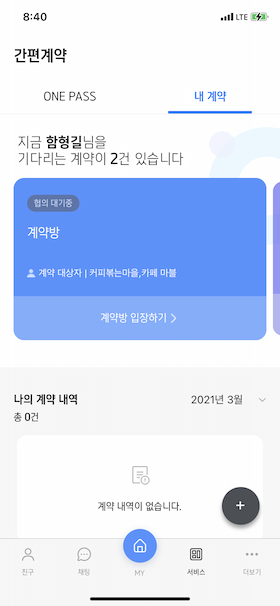 8:40
LTE
간편계약
ONE PASS
내 계약
지금 함형길님을
기다리는 계약이 2건 있습니다
협의 대기중
계약방
계약 대상자 | 커피볶는마을,카페 마블
계약방 입장하기
나의 계약 내역
2021년 3월
총 0건
계약 내역이 없습니다.
+
친구
채팅
MY
서비스
더보기